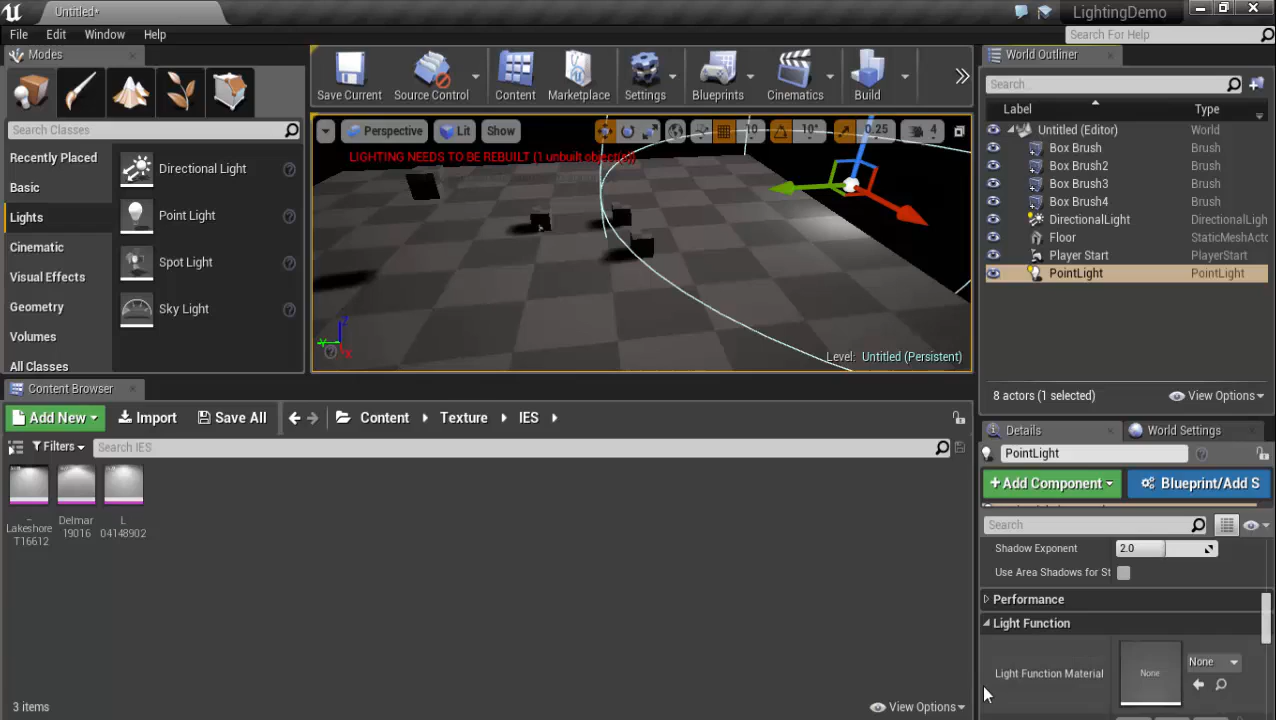 Untitled*
LightingDemo
File Edit Window Help
Search For Help
Modes
Search Classes
Recently Placed
Basic
Lights
Cinematic
Visual Effects
Geometry
Volumes
All Classes
Directional Light
Point Light
Spot Light
Sky Light
Save Current
Source Control
Content
Marketplace
Settings
Blueprints
Cinematics
Build
Perspective Lit Show
10 10° 0.25 4
LIGHTING NEEDS TO BE REBUILT (1 unbuilt object(s))
Level: Untitled (Persistent)
World Outliner
Search...
Label Type
Untitled (Editor) World
Box Brush Brush
Box Brush2 Brush
Box Brush3 Brush
Box Brush4 Brush
DirectionalLight DirectionalLigh
Floor StaticMeshActo
Player Start PlayerStart
PointLight PointLight
8 actors (1 selected) View Options
Content Browser
Add New Import Save All Content Texture IES
Filters Search IES
~
Lakeshore
T16612
Delmar
19016
L
04148902
3 items View Options
Details World Settings
PointLight
+Add Component Blueprint/Add S
Search
Shadow Exponent 2.0
Use Area Shadows for St
Performance
Light Function
Light Function Material None None